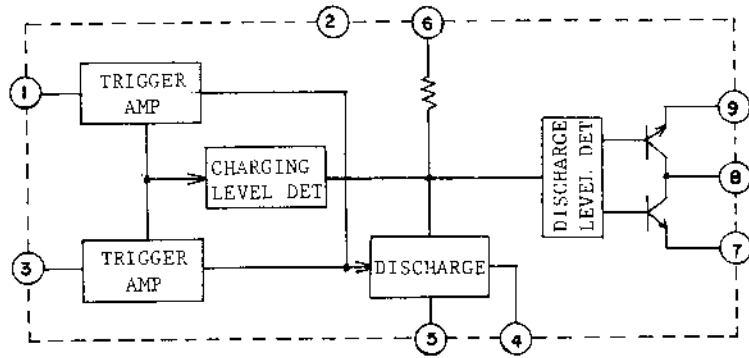 2
6
1
TRIGGER
AMP
9
CHARGING
LEVEL DET
DISCHARGE
LEVEL DET
8
3
TRIGGER
AMP
DISCHARGE
7
5
4